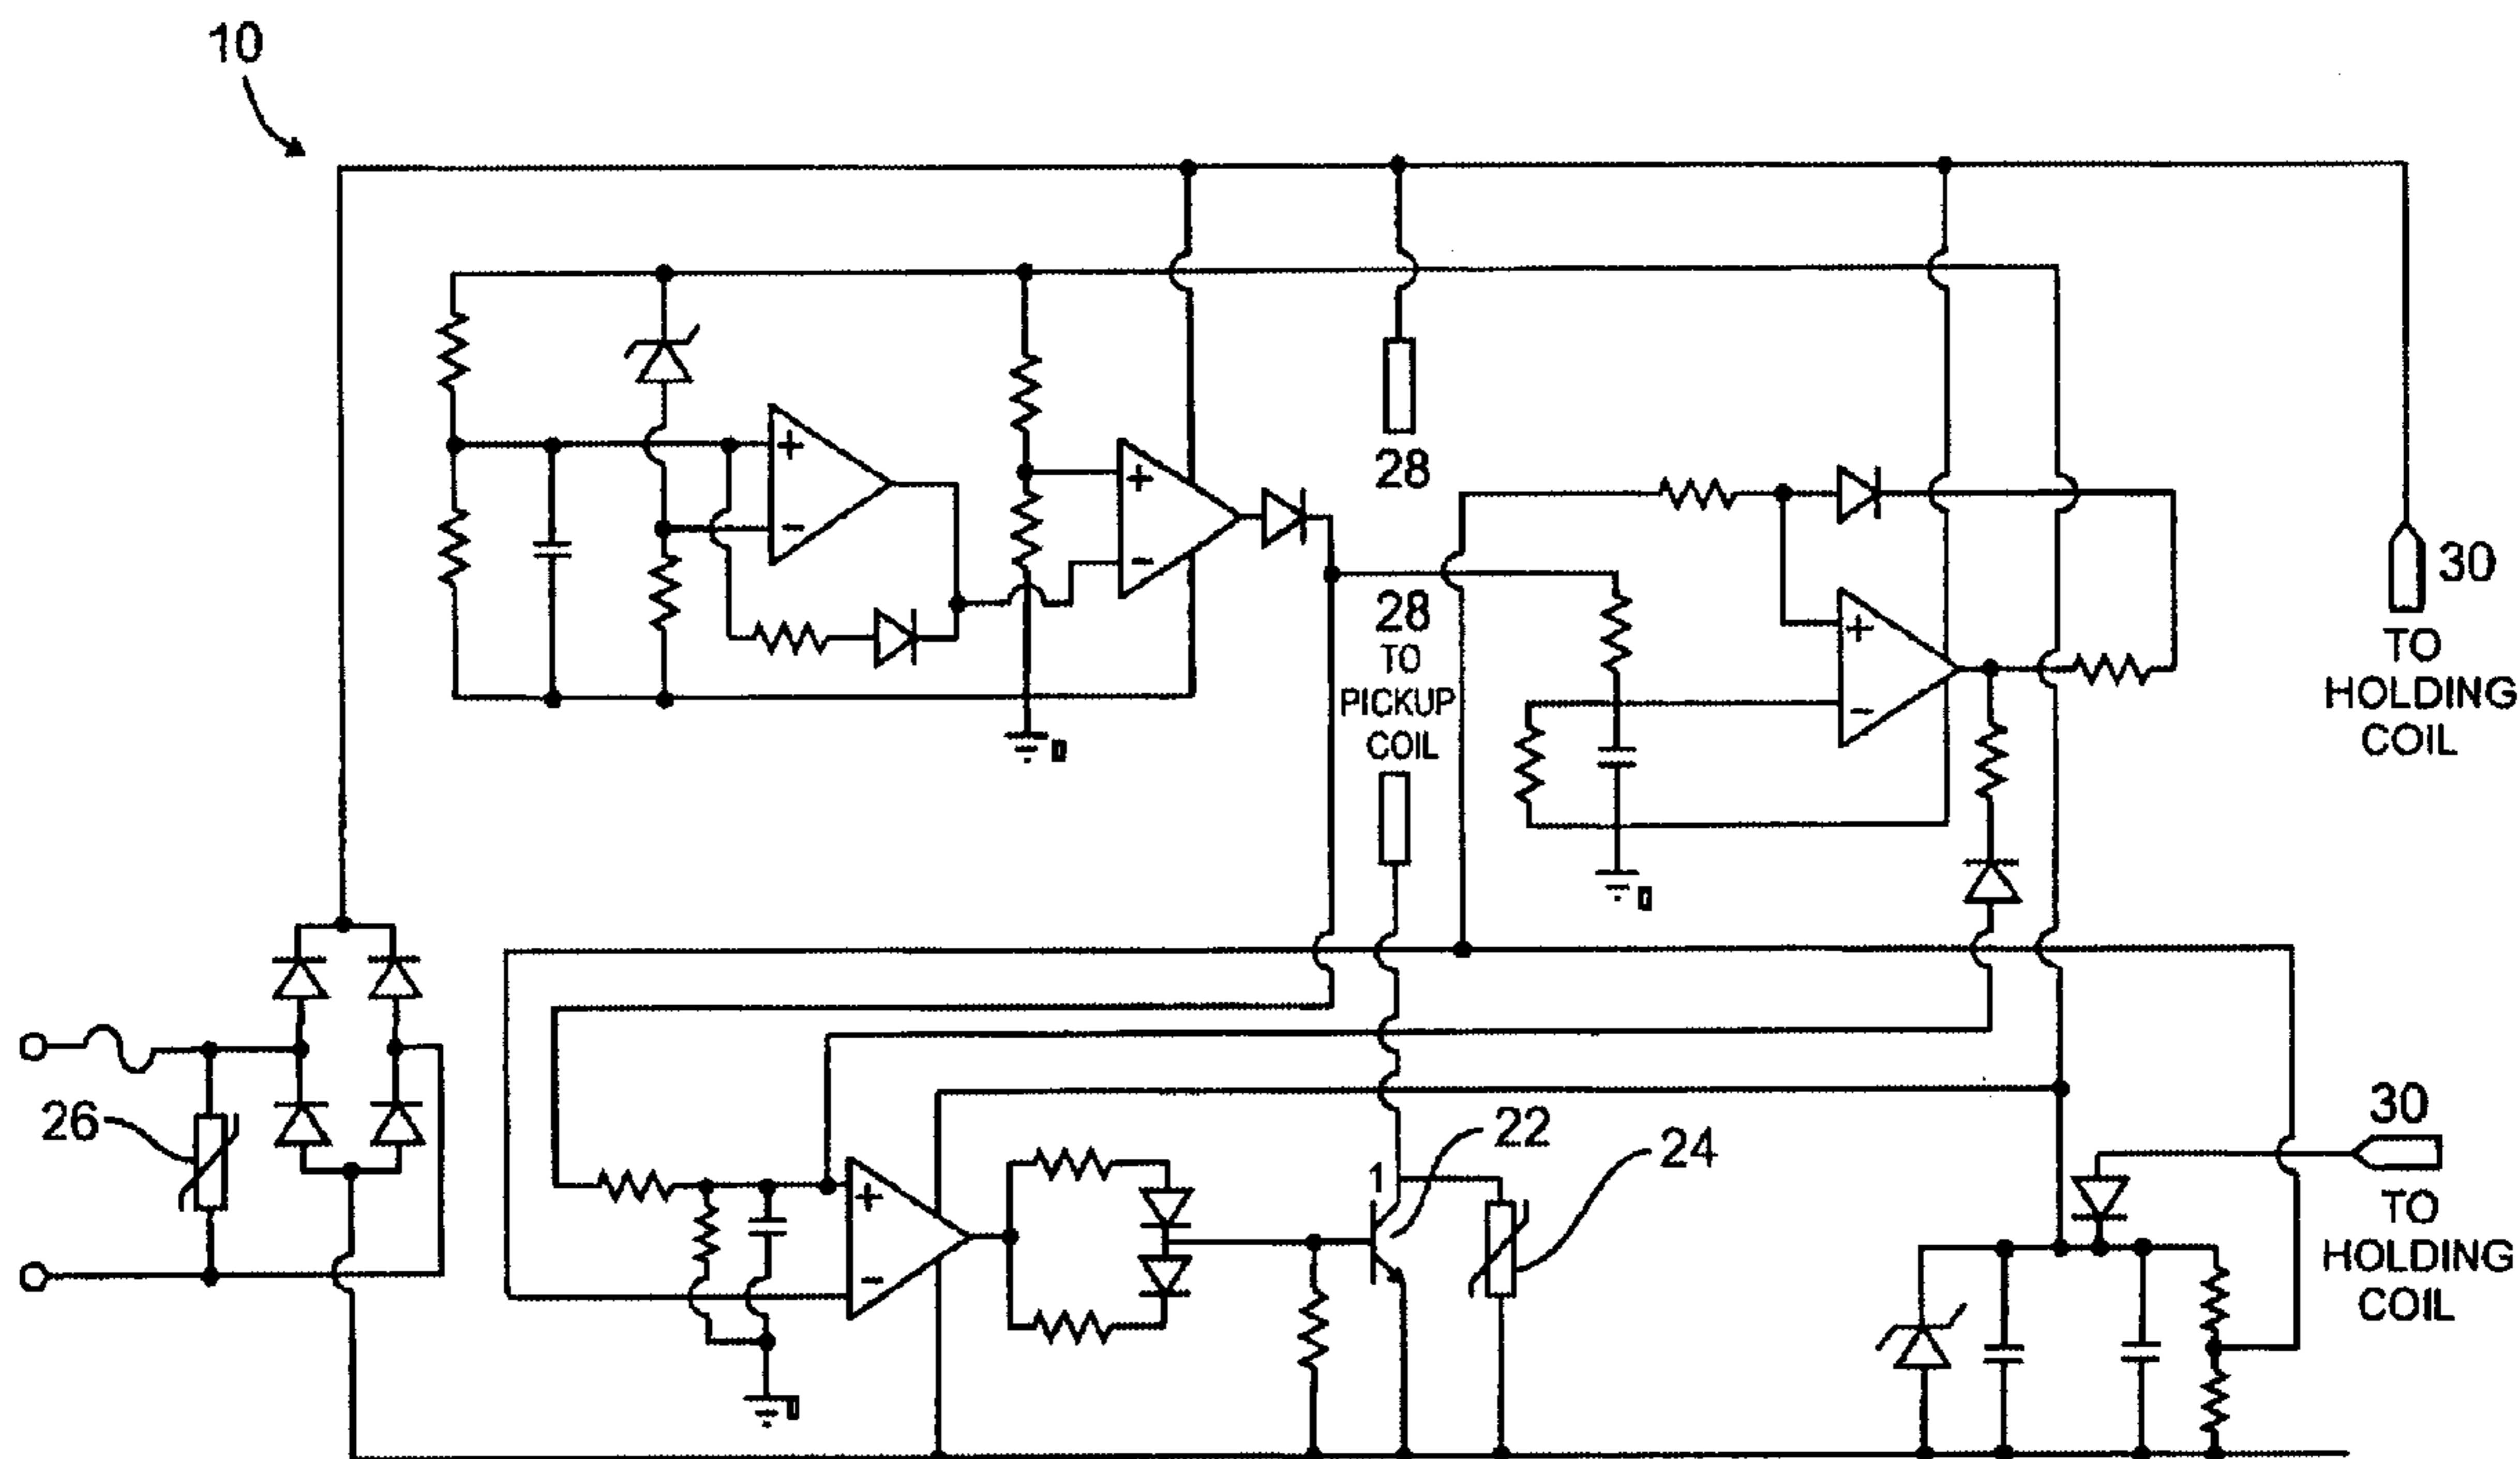 10
+
−
+
−
28
28
TO
PICKUP
COIL
+
−
30
TO
HOLDING
COIL
26
+
−
1
22
24
30
TO
HOLDING
COIL